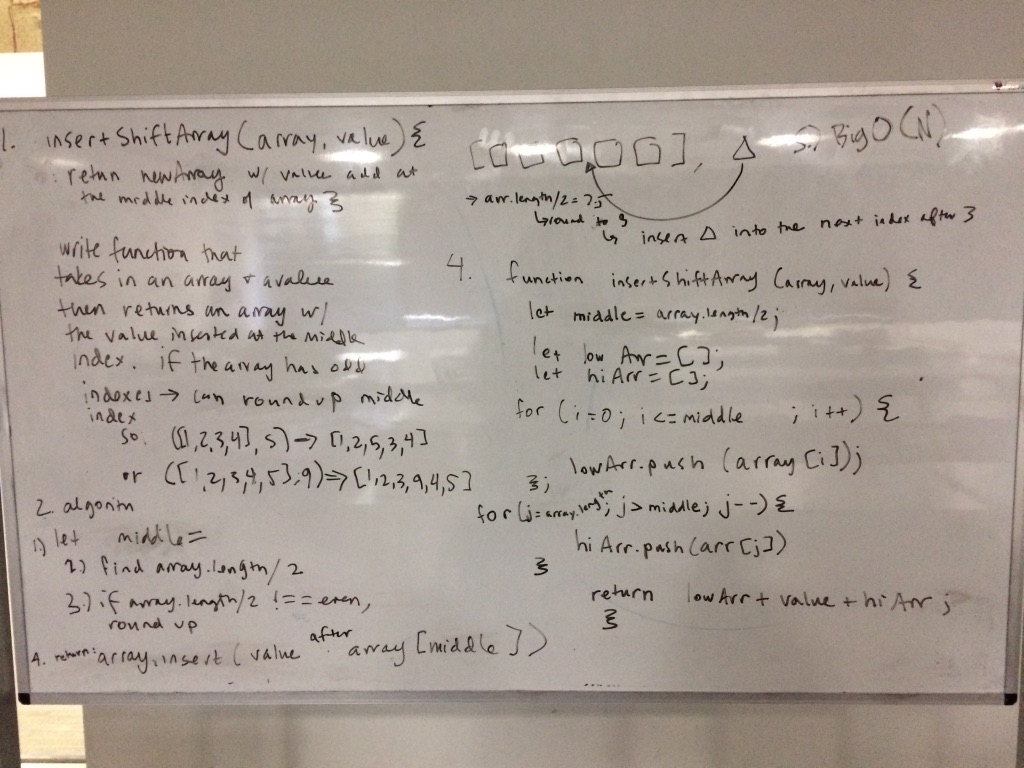 1. insertShiftArray (array, value) {
: retun newArray w/ value add at
the middle index of array }
write function that
takes in an array + a value
then returns an array w/
the value inserted at the middle
index. if the array has odd
indexes → can round up middle
index
so. ([1,2,3,4], 5) → [1,2,5,3,4]
or ([1,2,3,4,5],9) ⇒ [1,2,3,9,4,5]
2. algorithm
1) let middle =
2) find array.length / 2
3.) if array.length/2 !== even,
round up
4. return: array.insert ( value after array [middle])
[□ □ □ □ □], △
→ arr.length/2 =
↳ round to 3
↳ insert △ into the next index after 3
5.) Big O (N)
4. function insertShiftArray (array, value) {
let middle = array.length/2;
let lowArr = [];
let hiArr = [];
for (i=0; i<=middle ; i++) {
lowArr.push (array [i]);
};
for (j=array.length; j > middle; j--) {
hiArr.push (arr [j])
}
return lowArr + value + hiArr ;
}